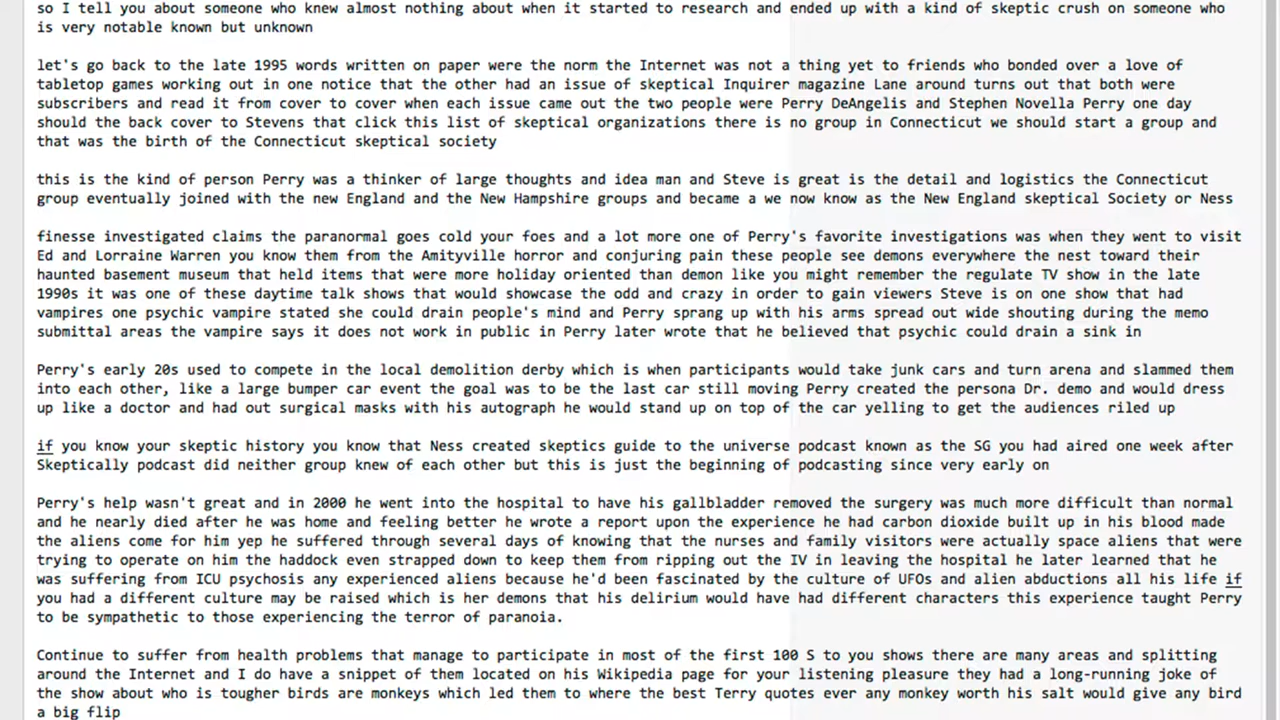 so I tell you about someone who knew almost nothing about when it started to research and ended up with a kind of skeptic crush on someone who
is very notable known but unknown
let's go back to the late 1995 words written on paper were the norm the Internet was not a thing yet to friends who bonded over a love of
tabletop games working out in one notice that the other had an issue of skeptical Inquirer magazine Lane around turns out that both were
subscribers and read it from cover to cover when each issue came out the two people were Perry DeAngelis and Stephen Novella Perry one day
should the back cover to Stevens that click this list of skeptical organizations there is no group in Connecticut we should start a group and
that was the birth of the Connecticut skeptical society
this is the kind of person Perry was a thinker of large thoughts and idea man and Steve is great is the detail and logistics the Connecticut
group eventually joined with the new England and the New Hampshire groups and became a we now know as the New England skeptical Society or Ness
finesse investigated claims the paranormal goes cold your foes and a lot more one of Perry's favorite investigations was when they went to visit
Ed and Lorraine Warren you know them from the Amityville horror and conjuring pain these people see demons everywhere the nest toward their
haunted basement museum that held items that were more holiday oriented than demon like you might remember the regulate TV show in the late
1990s it was one of these daytime talk shows that would showcase the odd and crazy in order to gain viewers Steve is on one show that had
vampires one psychic vampire stated she could drain people's mind and Perry sprang up with his arms spread out wide shouting during the memo
submittal areas the vampire says it does not work in public in Perry later wrote that he believed that psychic could drain a sink in
Perry's early 20s used to compete in the local demolition derby which is when participants would take junk cars and turn arena and slammed them
into each other, like a large bumper car event the goal was to be the last car still moving Perry created the persona Dr. demo and would dress
up like a doctor and had out surgical masks with his autograph he would stand up on top of the car yelling to get the audiences riled up
if you know your skeptic history you know that Ness created skeptics guide to the universe podcast known as the SG you had aired one week after
Skeptically podcast did neither group knew of each other but this is just the beginning of podcasting since very early on
Perry's help wasn't great and in 2000 he went into the hospital to have his gallbladder removed the surgery was much more difficult than normal
and he nearly died after he was home and feeling better he wrote a report upon the experience he had carbon dioxide built up in his blood made
the aliens come for him yep he suffered through several days of knowing that the nurses and family visitors were actually space aliens that were
trying to operate on him the haddock even strapped down to keep them from ripping out the IV in leaving the hospital he later learned that he
was suffering from ICU psychosis any experienced aliens because he'd been fascinated by the culture of UFOs and alien abductions all his life if
you had a different culture may be raised which is her demons that his delirium would have had different characters this experience taught Perry
to be sympathetic to those experiencing the terror of paranoia.
Continue to suffer from health problems that manage to participate in most of the first 100 S to you shows there are many areas and splitting
around the Internet and I do have a snippet of them located on his Wikipedia page for your listening pleasure they had a long-running joke of
the show about who is tougher birds are monkeys which led them to where the best Terry quotes ever any monkey worth his salt would give any bird
a big flip